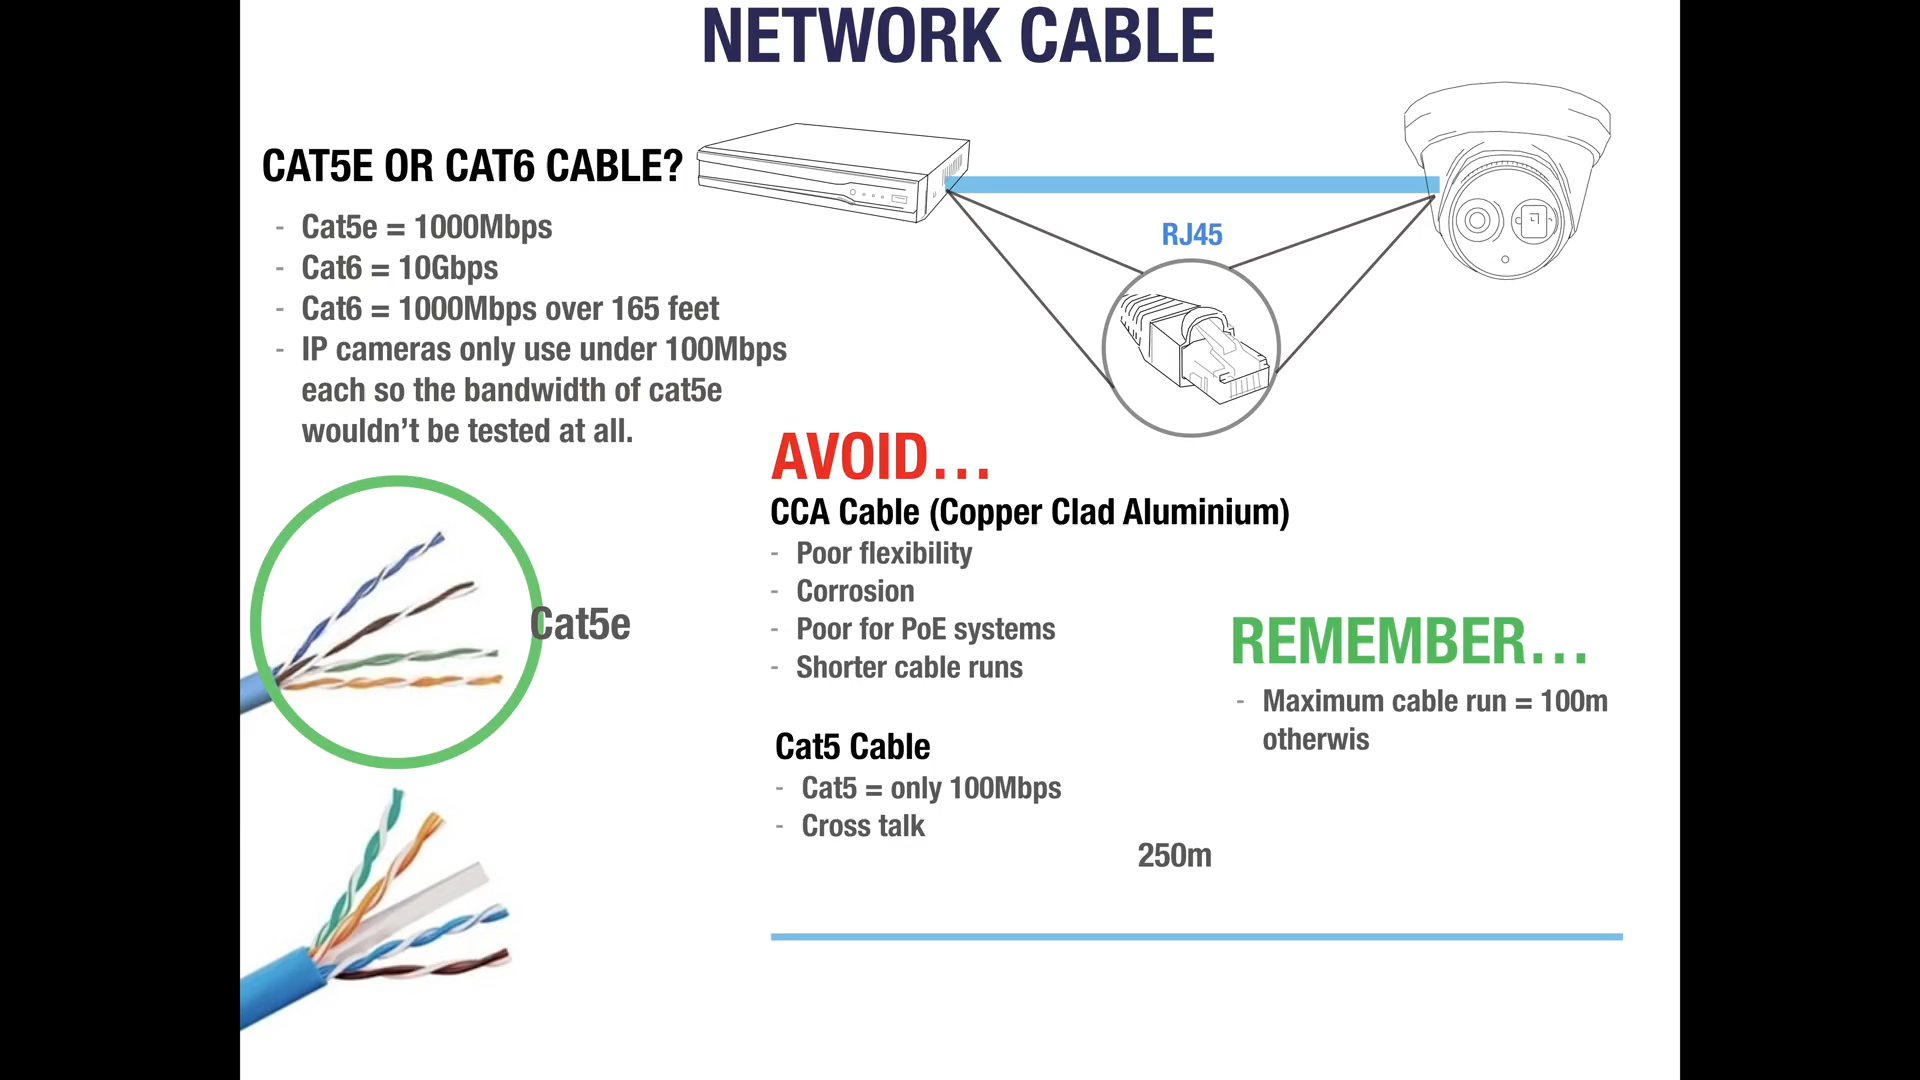 NETWORK CABLE
CAT5E OR CAT6 CABLE?
- Cat5e = 1000Mbps
- Cat6 = 10Gbps
- Cat6 = 1000Mbps over 165 feet
- IP cameras only use under 100Mbps
each so the bandwidth of cat5e
wouldn’t be tested at all.
RJ45
Cat5e
AVOID…
CCA Cable (Copper Clad Aluminium)
- Poor flexibility
- Corrosion
- Poor for PoE systems
- Shorter cable runs
Cat5 Cable
- Cat5 = only 100Mbps
- Cross talk
REMEMBER…
- Maximum cable run = 100m
otherwis
250m